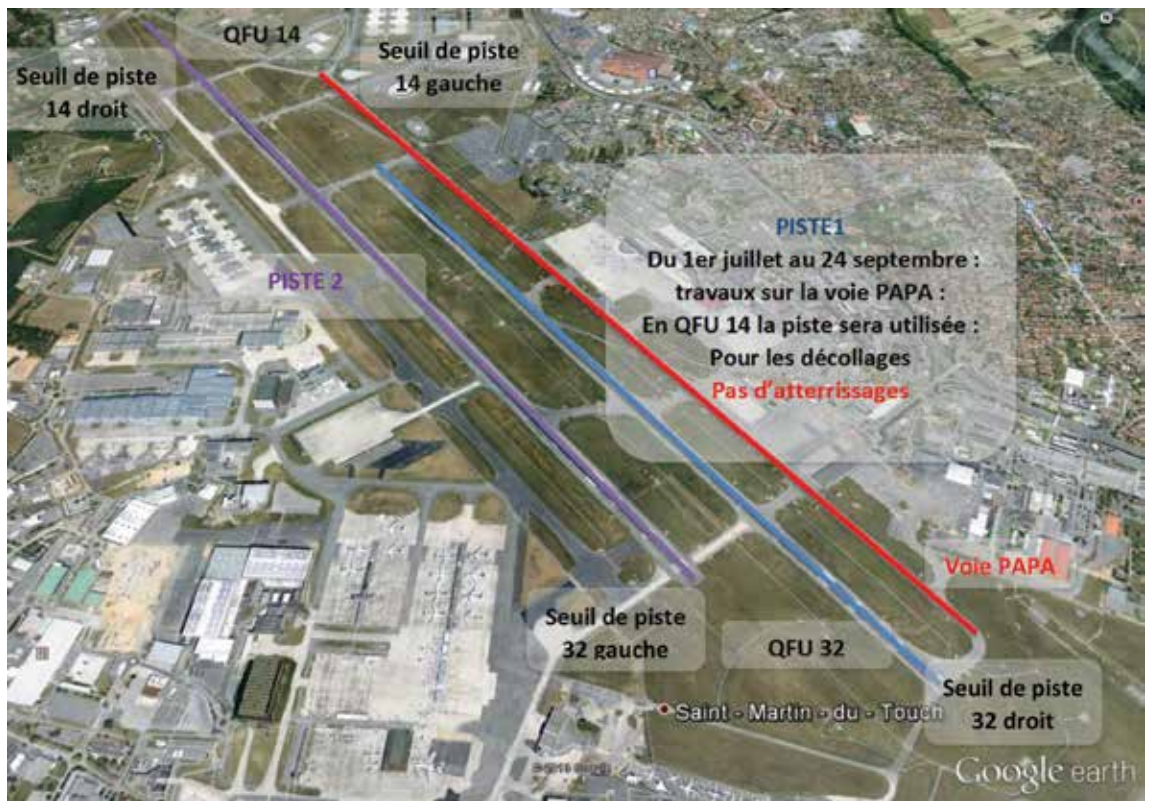 QFU 14
Seuil de piste
14 droit
Seuil de piste
14 gauche
PISTE1
Du 1er juillet au 24 septembre :
travaux sur la voie PAPA :
En QFU 14 la piste sera utilisée :
Pour les décollages
Pas d'atterrissages
PISTE 2
Voie PAPA
Seuil de piste
32 gauche
QFU 32
Seuil de piste
32 droit
Saint - Martin - du - Touch
Google earth